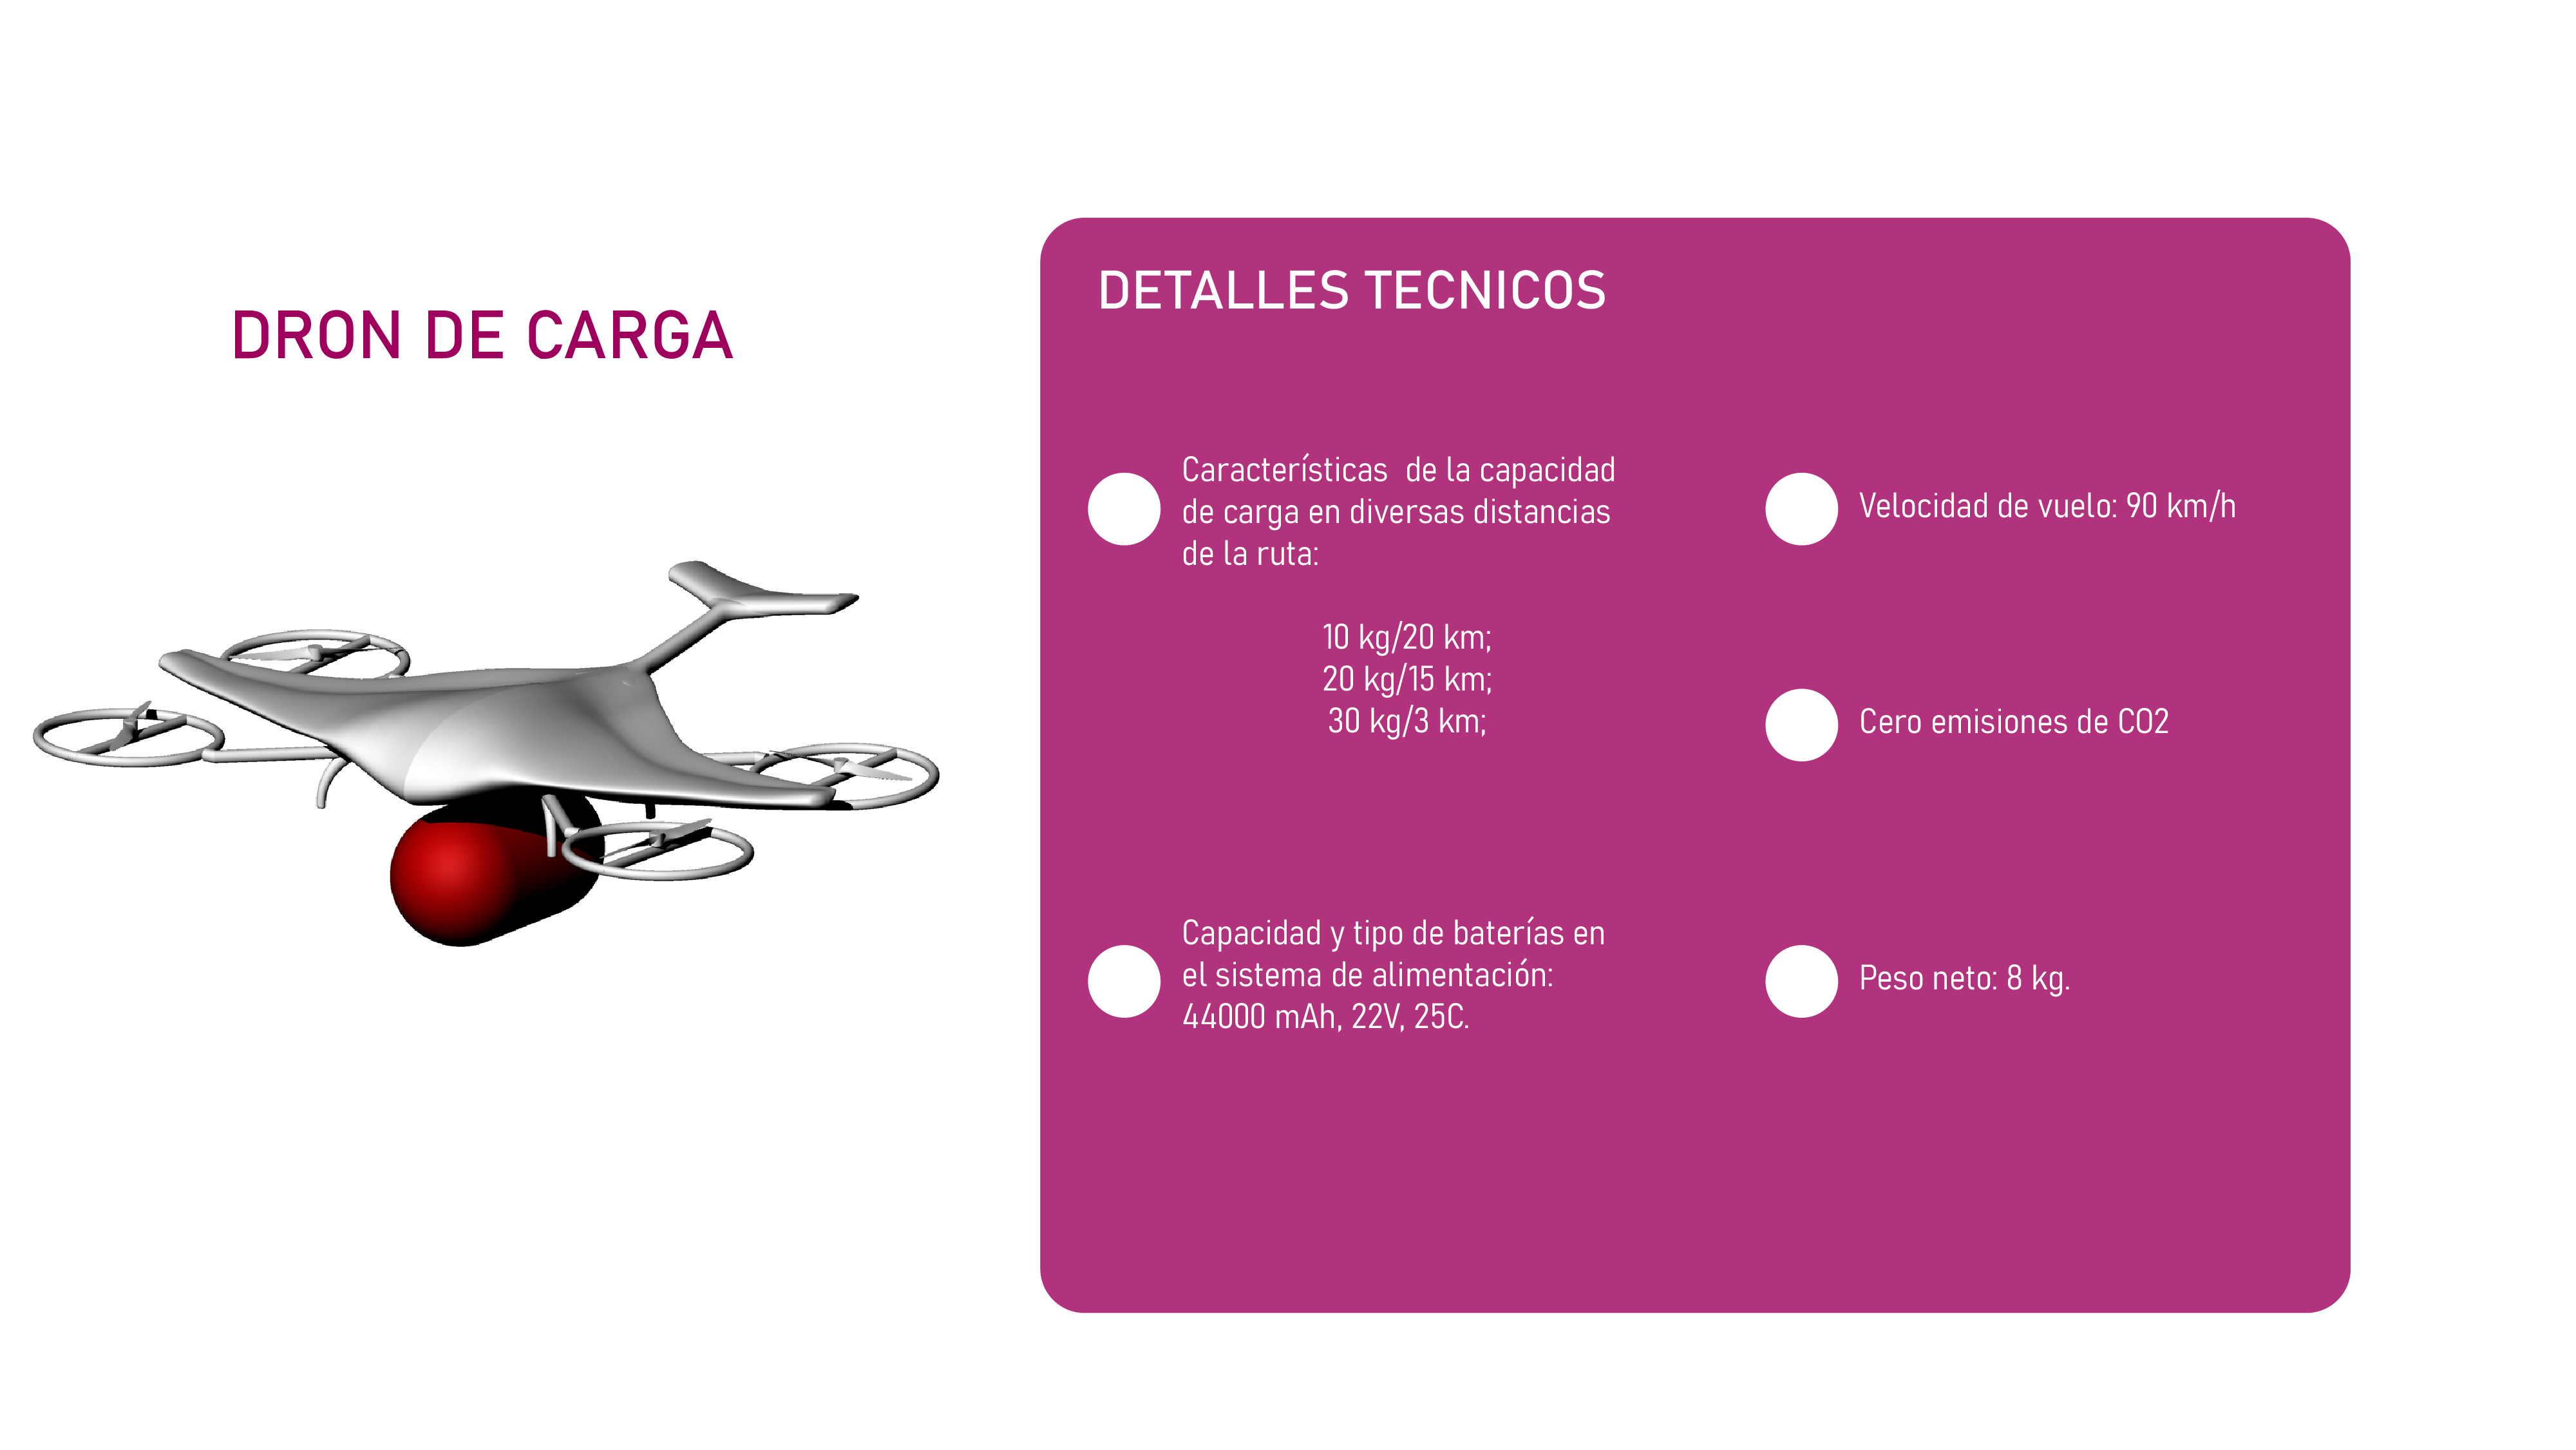 DRON DE CARGA
DETALLES TECNICOS
Características  de la capacidad
de carga en diversas distancias
de la ruta:
10 kg/20 km;
20 kg/15 km;
30 kg/3 km;
Capacidad y tipo de baterías en
el sistema de alimentación:
44000 mAh, 22V, 25C.
Velocidad de vuelo: 90 km/h
Cero emisiones de CO2
Peso neto: 8 kg.